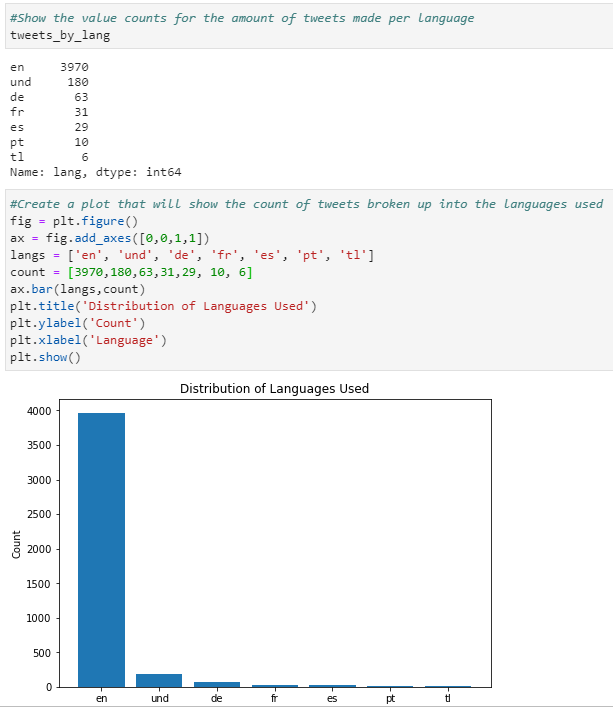 #Show the value counts for the amount of tweets made per language
tweets_by_lang
en 3970
und 180
de 63
fr 31
es 29
pt 10
tl 6
Name: lang, dtype: int64
#Create a plot that will show the count of tweets broken up into the languages used
fig = plt.figure()
ax = fig.add_axes([0,0,1,1])
langs = ['en', 'und', 'de', 'fr', 'es', 'pt', 'tl']
count = [3970,180,63,31,29, 10, 6]
ax.bar(langs,count)
plt.title('Distribution of Languages Used')
plt.ylabel('Count')
plt.xlabel('Language')
plt.show()
Distribution of Languages Used
4000
3500
3000
2500
2000
1500
1000
500
0
Count
en und de fr es pt tl